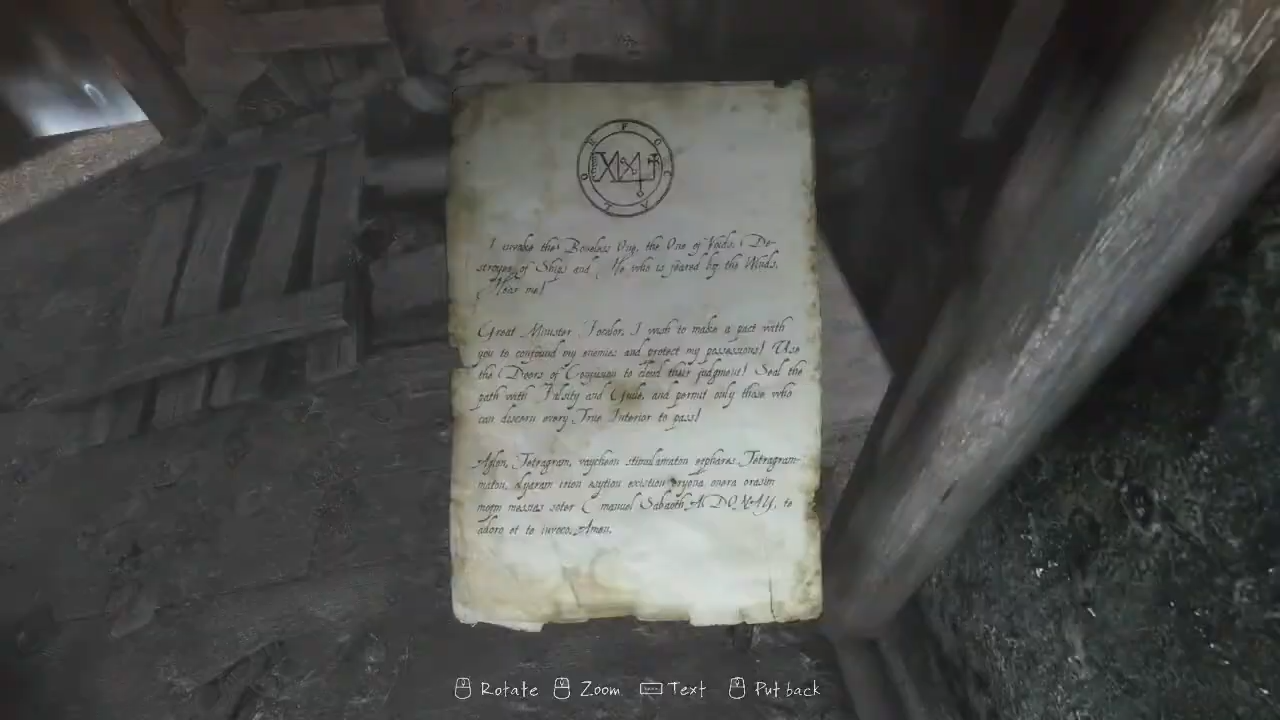 I invoke the Boneless One, the One of Voids, De-
stroyer of Ships and He who is feared by the Winds.
Hear me!
Great Minister Focalor, I wish to make a pact with
you to confound my enemies and protect my possessions! Use
the Doors of Confusion to cloud their judgment! Seal the
path with Falsity and Guile, and permit only those who
can discern every True Interior to pass!
Aglon, Tetragram, vaycheon stimulamaton erphares Tetragram-
maton, olyaram irion esytion existion eryona onera orasim
mozm messias soter Emanuel Sabaoth ADONAY, te
adoro et te invoco. Amen.
Rotate Zoom Text Put back